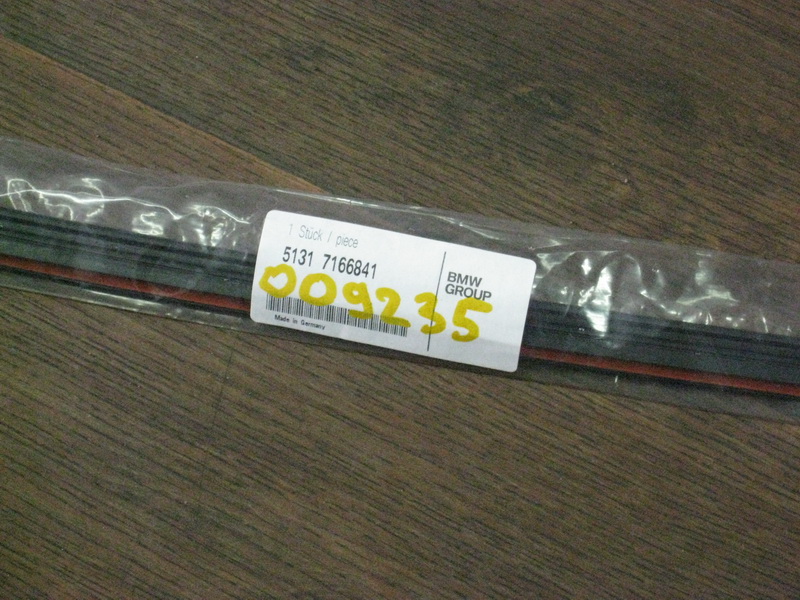 1 Stück / piece
5131 7166841
BMW
GROUP
009235
Made in Germany